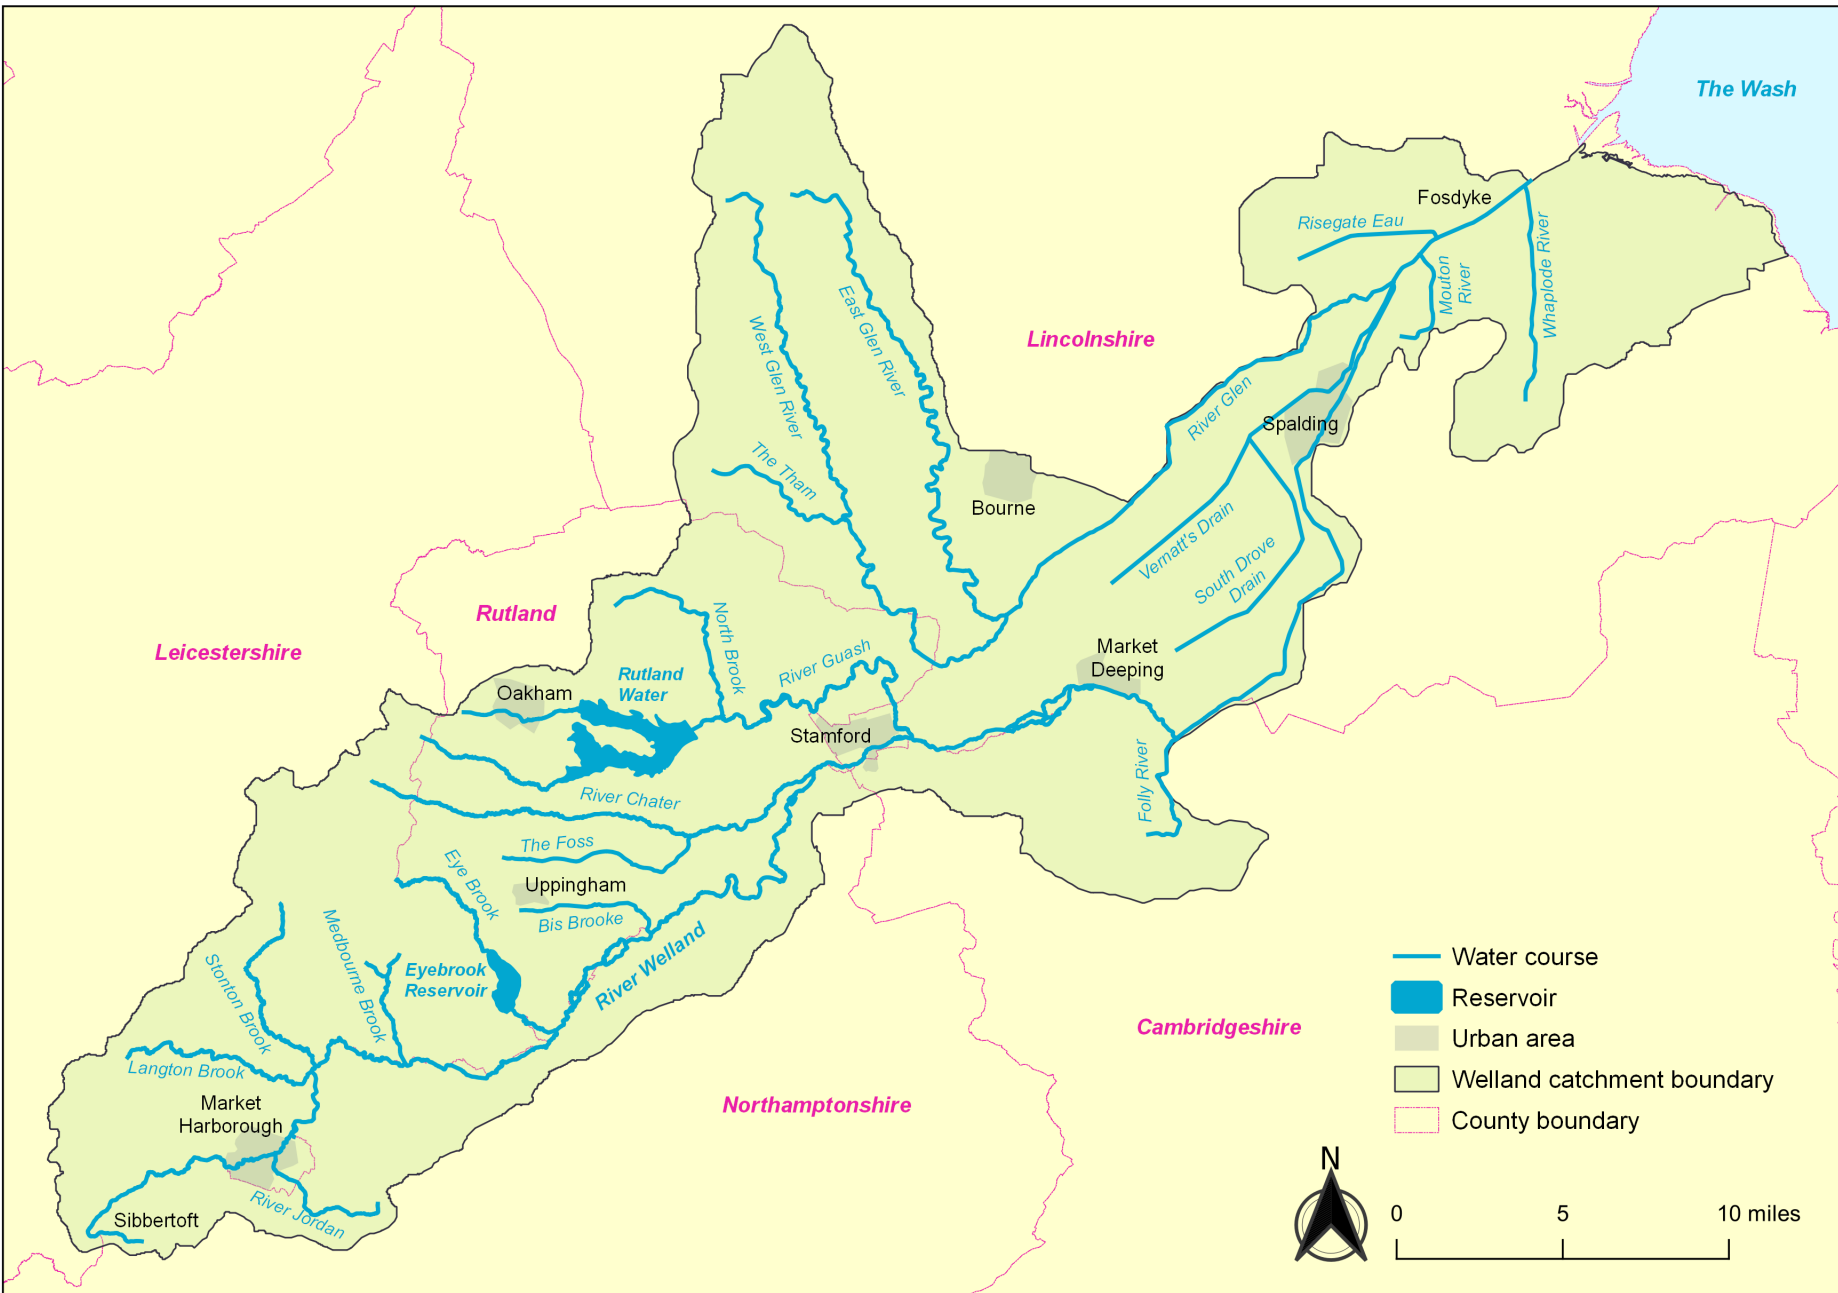 The Wash
Fosdyke
Risegate Eau
Mouton
River
Whaplode River
East Glen River
West Glen River
Lincolnshire
River Glen
Spalding
The Tham
Bourne
Vernatt's Drain
South Drove
Drain
Rutland
Leicestershire
North Brook
River Guash
Market
Deeping
Rutland
Water
Oakham
Stamford
Folly River
River Chater
The Foss
Eye Brook
Uppingham
Bis Brooke
Medbourne Brook
Stonton Brook
Eyebrook
Reservoir
River Welland
Langton Brook
Market
Harborough
Sibbertoft
River Jordan
Northamptonshire
Cambridgeshire
Water course
Reservoir
Urban area
Welland catchment boundary
County boundary
N
0 5 10 miles